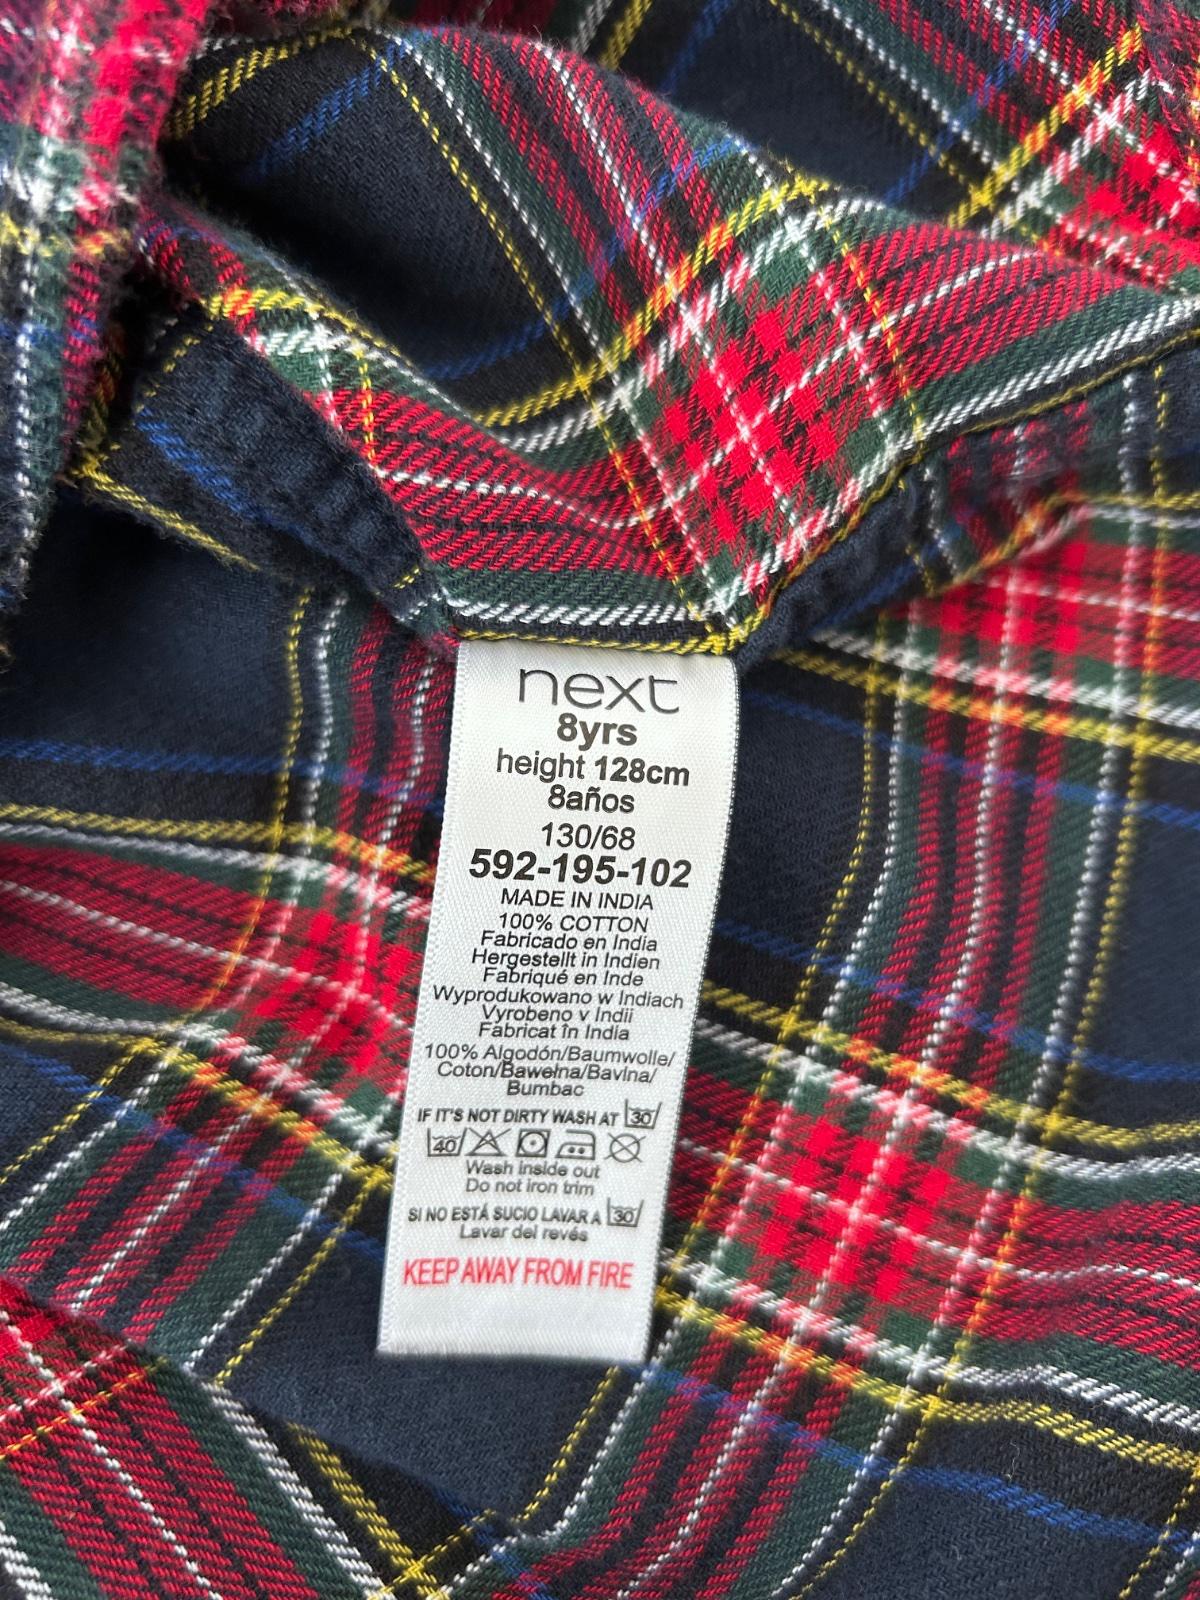 next
8yrs
height 128cm
8años
130/68
592-195-102
MADE IN INDIA
100% COTTON
Fabricado en India
Hergestellt in Indien
Fabriqué en Inde
Wyprodukowano w Indiach
Vyrobeno v Indii
Fabricat în India
100% Algodón/Baumwolle/
Coton/Bawełna/Bavlna/
Bumbac
IF IT'S NOT DIRTY WASH AT 30
40
Wash inside out
Do not iron trim
SI NO ESTÁ SUCIO LAVAR A 30
Lavar del revés
KEEP AWAY FROM FIRE